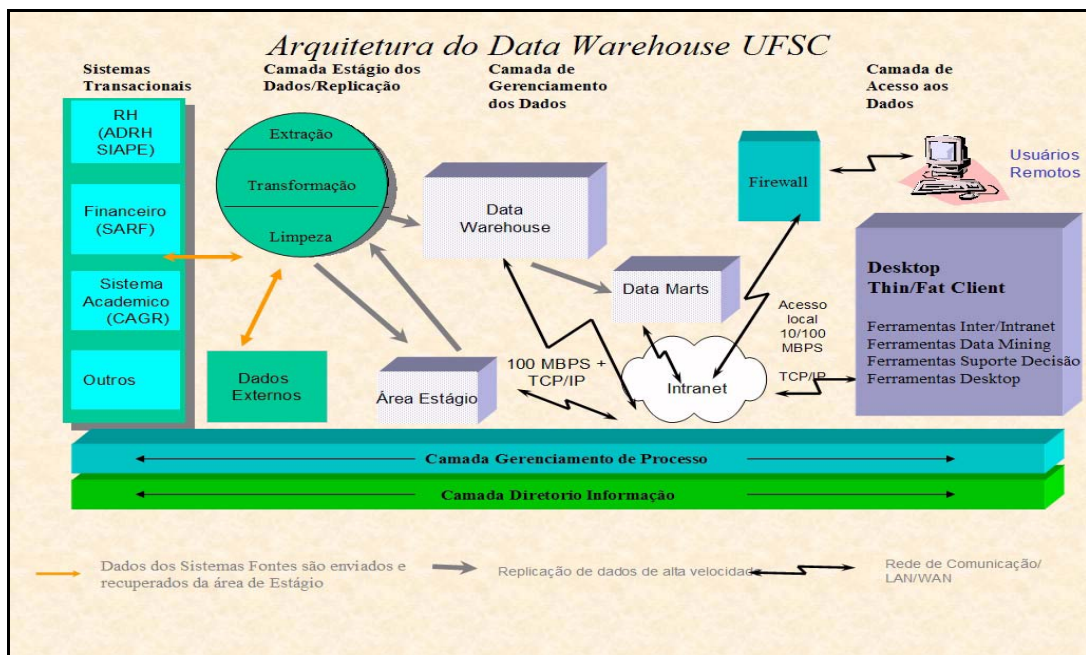 Arquitetura do Data Warehouse UFSC
Sistemas
Transacionais
Camada Estágio dos
Dados/Replicação
Camada de
Gerenciamento
dos Dados
Camada de
Acesso aos
Dados
RH
(ADRH
SIAPE)
Financeiro
(SARF)
Sistema
Academico
(CAGR)
Outros
Extração
Transformação
Limpeza
Dados
Externos
Data
Warehouse
Data Marts
Área Estágio
100 MBPS +
TCP/IP
Intranet
Firewall
Acesso
local
10/100
MBPS
TCP/IP
Usuários
Remotos
Desktop
Thin/Fat Client
Ferramentas Inter/Intranet
Ferramentas Data Mining
Ferramentas Suporte Decisão
Ferramentas Desktop
Camada Gerenciamento de Processo
Camada Diretorio Informação
Dados dos Sistemas Fontes são enviados e
recuperados da área de Estágio
Replicação de dados de alta velocidade
Rede de Comunicação/
LAN/WAN